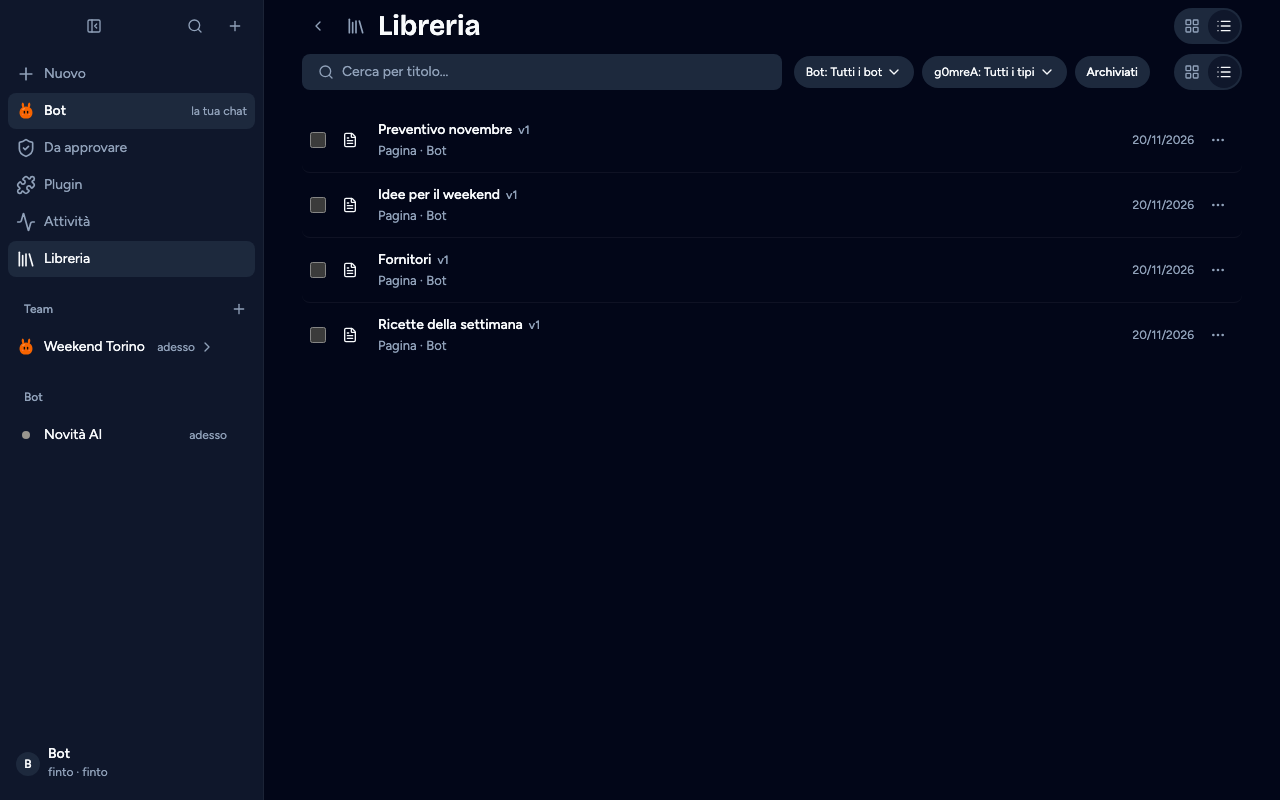 Libreria
Nuovo
Bot la tua chat
Da approvare
Plugin
Attività
Libreria
Team
Weekend Torino adesso
Bot
Novità AI adesso
Bot
B
finto · finto
Cerca per titolo...
Bot: Tutti i bot
g0mreA: Tutti i tipi
Archiviati
Preventivo novembre v1
Pagina · Bot
20/11/2026
Idee per il weekend v1
Pagina · Bot
20/11/2026
Fornitori v1
Pagina · Bot
20/11/2026
Ricette della settimana v1
Pagina · Bot
20/11/2026